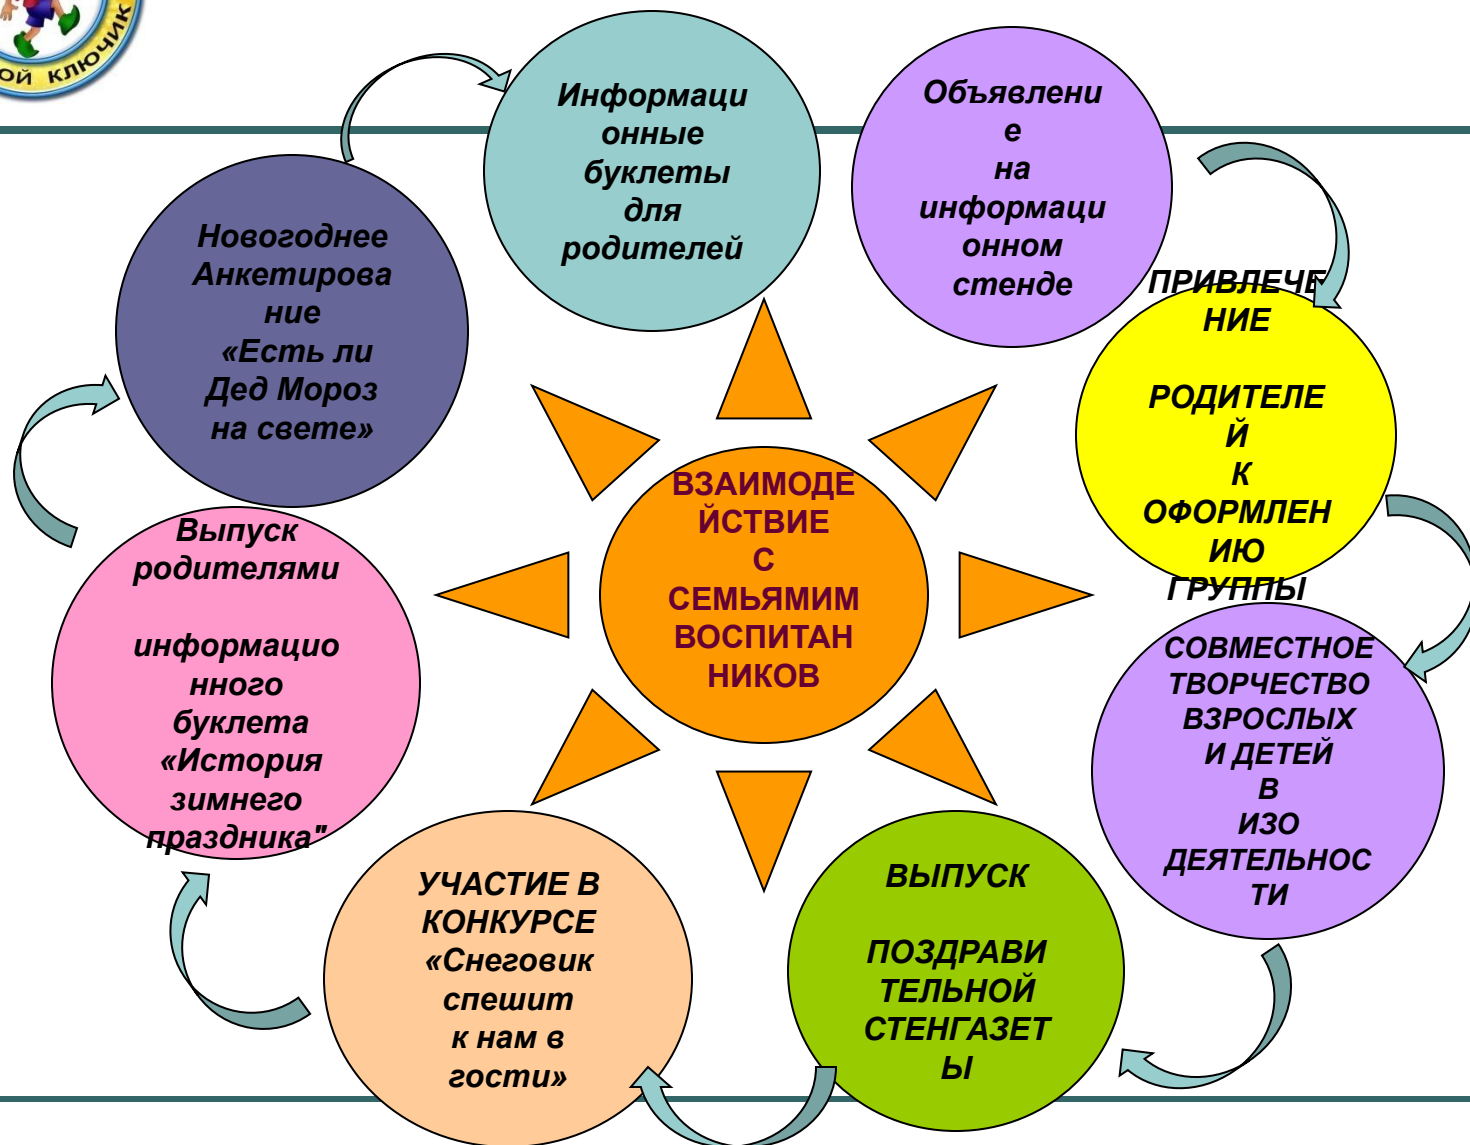 ОЙ КЛЮЧИК
Информаци
онные
буклеты
для
родителей
Объявлени
е
на
информаци
онном
стенде
ПРИВЛЕЧЕ
НИЕ
РОДИТЕЛЕ
Й
К
ОФОРМЛЕН
ИЮ
ГРУППЫ
СОВМЕСТНОЕ
ТВОРЧЕСТВО
ВЗРОСЛЫХ
И ДЕТЕЙ
В
ИЗО
ДЕЯТЕЛЬНОС
ТИ
ВЫПУСК
ПОЗДРАВИ
ТЕЛЬНОЙ
СТЕНГАЗЕТ
Ы
УЧАСТИЕ В
КОНКУРСЕ
«Снеговик
спешит
к нам в
гости»
Выпуск
родителями
информацио
нного
буклета
«История
зимнего
праздника"
Новогоднее
Анкетирова
ние
«Есть ли
Дед Мороз
на свете»
ВЗАИМОДЕ
ЙСТВИЕ
С
СЕМЬЯМИМ
ВОСПИТАН
НИКОВ